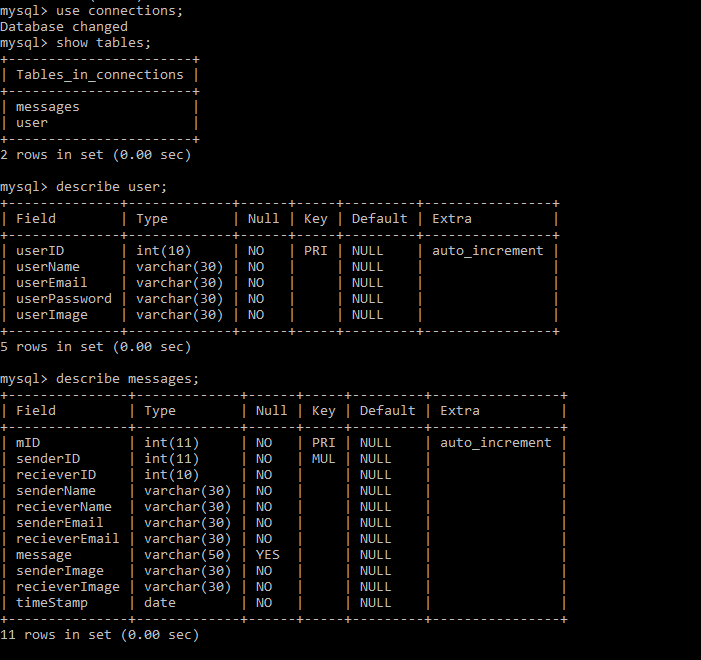 mysql> use connections;
Database changed
mysql> show tables;
+-----------------------+
| Tables_in_connections |
+-----------------------+
| messages              |
| user                  |
+-----------------------+
2 rows in set (0.00 sec)

mysql> describe user;
+--------------+-------------+------+-----+---------+----------------+
| Field        | Type        | Null | Key | Default | Extra          |
+--------------+-------------+------+-----+---------+----------------+
| userID       | int(10)     | NO   | PRI | NULL    | auto_increment |
| userName     | varchar(30) | NO   |     | NULL    |                |
| userEmail    | varchar(30) | NO   |     | NULL    |                |
| userPassword | varchar(30) | NO   |     | NULL    |                |
| userImage    | varchar(30) | NO   |     | NULL    |                |
+--------------+-------------+------+-----+---------+----------------+
5 rows in set (0.00 sec)

mysql> describe messages;
+---------------+-------------+------+-----+---------+----------------+
| Field         | Type        | Null | Key | Default | Extra          |
+---------------+-------------+------+-----+---------+----------------+
| mID           | int(11)     | NO   | PRI | NULL    | auto_increment |
| senderID      | int(11)     | NO   | MUL | NULL    |                |
| recieverID    | int(10)     | NO   |     | NULL    |                |
| senderName    | varchar(30) | NO   |     | NULL    |                |
| recieverName  | varchar(30) | NO   |     | NULL    |                |
| senderEmail   | varchar(30) | NO   |     | NULL    |                |
| recieverEmail | varchar(30) | NO   |     | NULL    |                |
| message       | varchar(50) | YES  |     | NULL    |                |
| senderImage   | varchar(30) | NO   |     | NULL    |                |
| recieverImage | varchar(30) | NO   |     | NULL    |                |
| timeStamp     | date        | NO   |     | NULL    |                |
+---------------+-------------+------+-----+---------+----------------+
11 rows in set (0.00 sec)